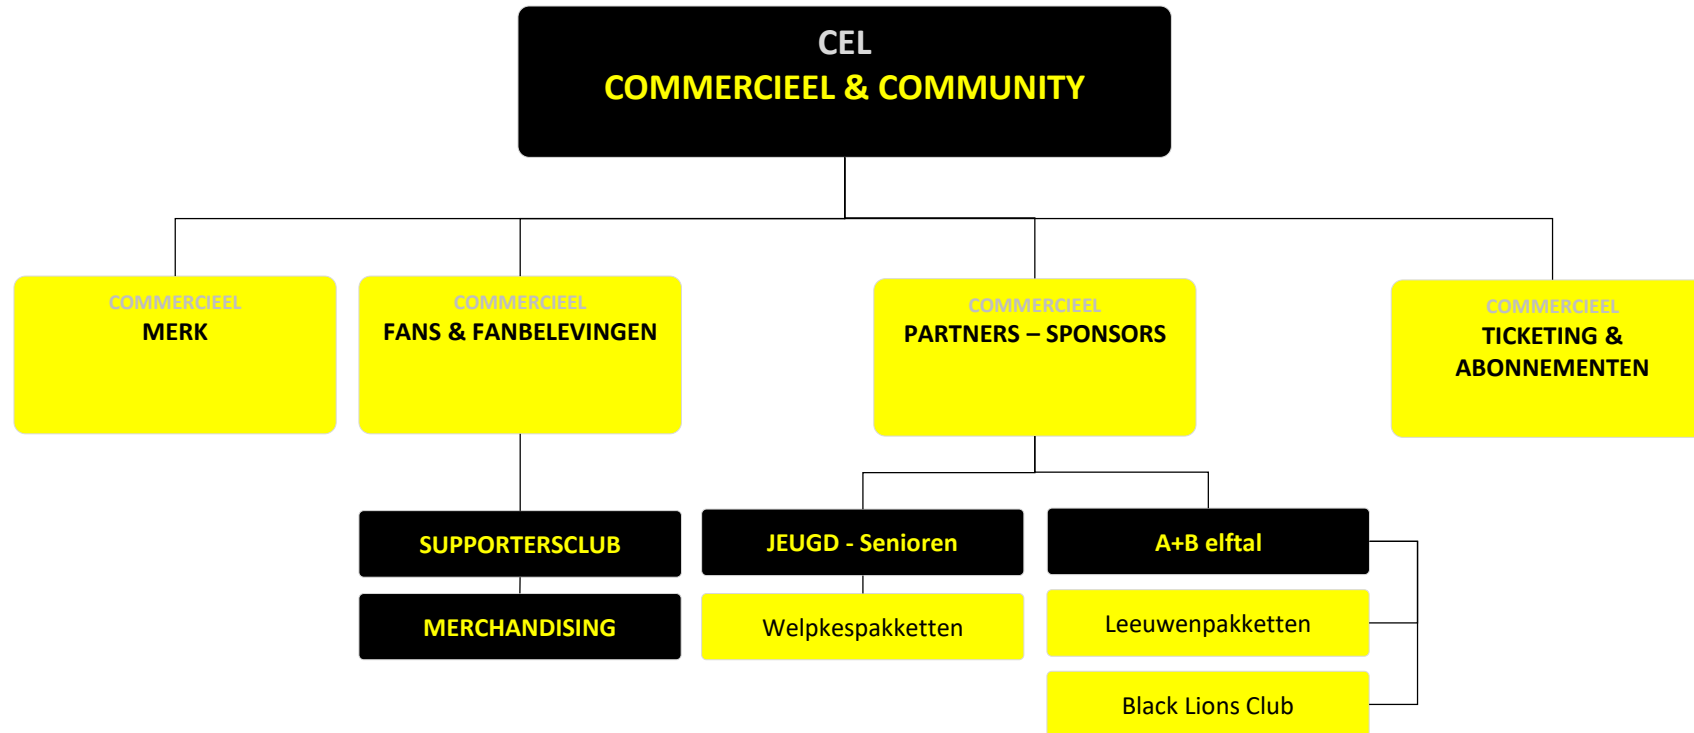 CEL
COMMERCIEEL & COMMUNITY
COMMERCIEEL
MERK
COMMERCIEEL
FANS & FANBELEVINGEN
COMMERCIEEL
PARTNERS – SPONSORS
COMMERCIEEL
TICKETING &
ABONNEMENTEN
SUPPORTERSCLUB
MERCHANDISING
JEUGD - Senioren
Welpkespakketten
A+B elftal
Leeuwenpakketten
Black Lions Club